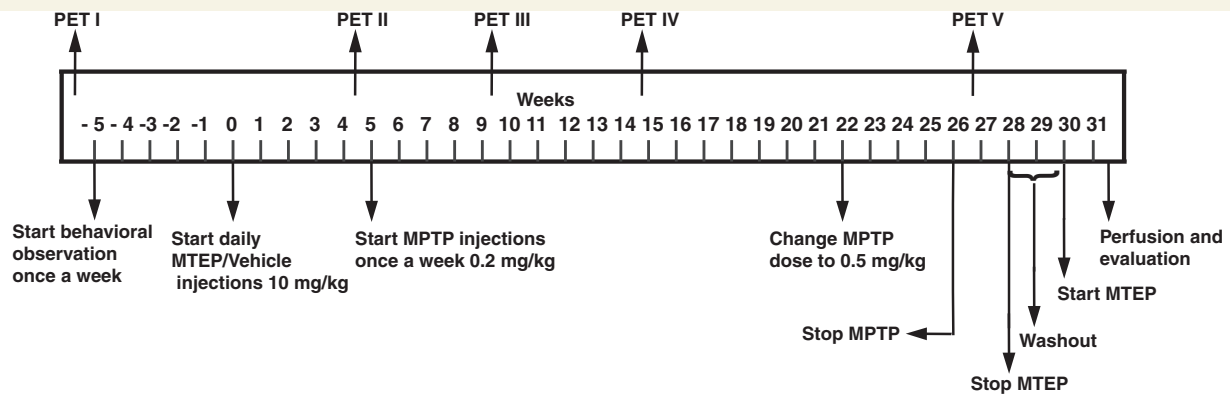 PET I PET II PET III PET IV PET V
Weeks
- 5 - 4 -3 -2 -1 0 1 2 3 4 5 6 7 8 9 10 11 12 13 14 15 16 17 18 19 20 21 22 23 24 25 26 27 28 29 30 31
Start behavioral
observation
once a week
Start daily
MTEP/Vehicle
injections 10 mg/kg
Start MPTP injections
once a week 0.2 mg/kg
Change MPTP
dose to 0.5 mg/kg
Stop MPTP
Stop MTEP
Washout
Start MTEP
Perfusion and
evaluation